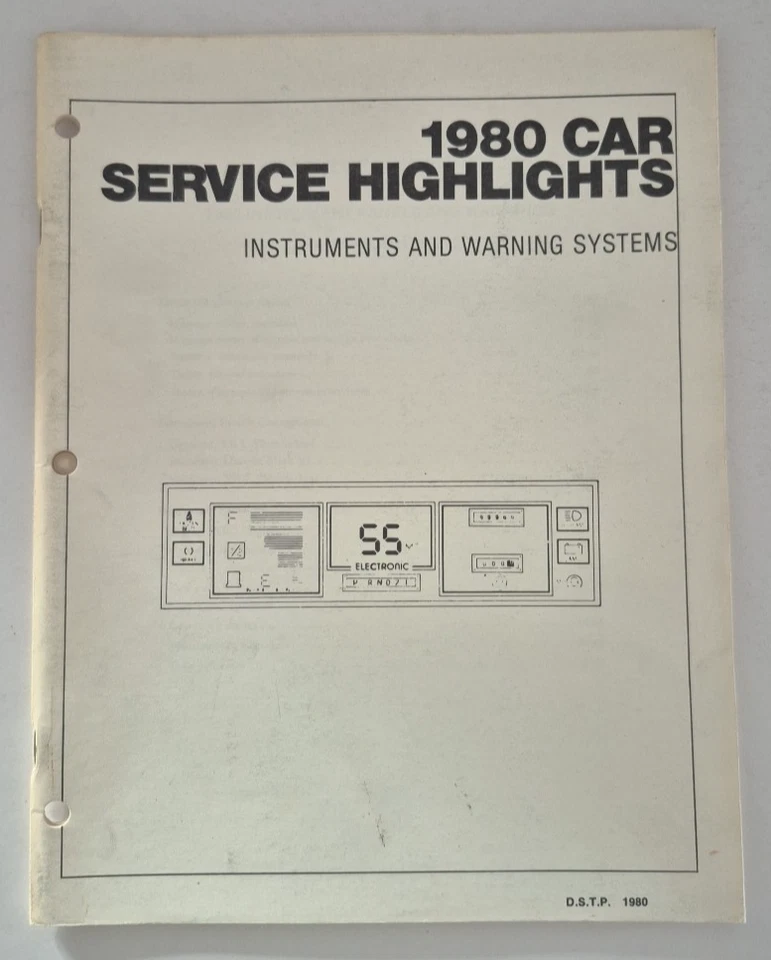 1980 CAR
SERVICE HIGHLIGHTS
INSTRUMENTS AND WARNING SYSTEMS
F
55
ELECTRONIC
E
D.S.T.P. 1980